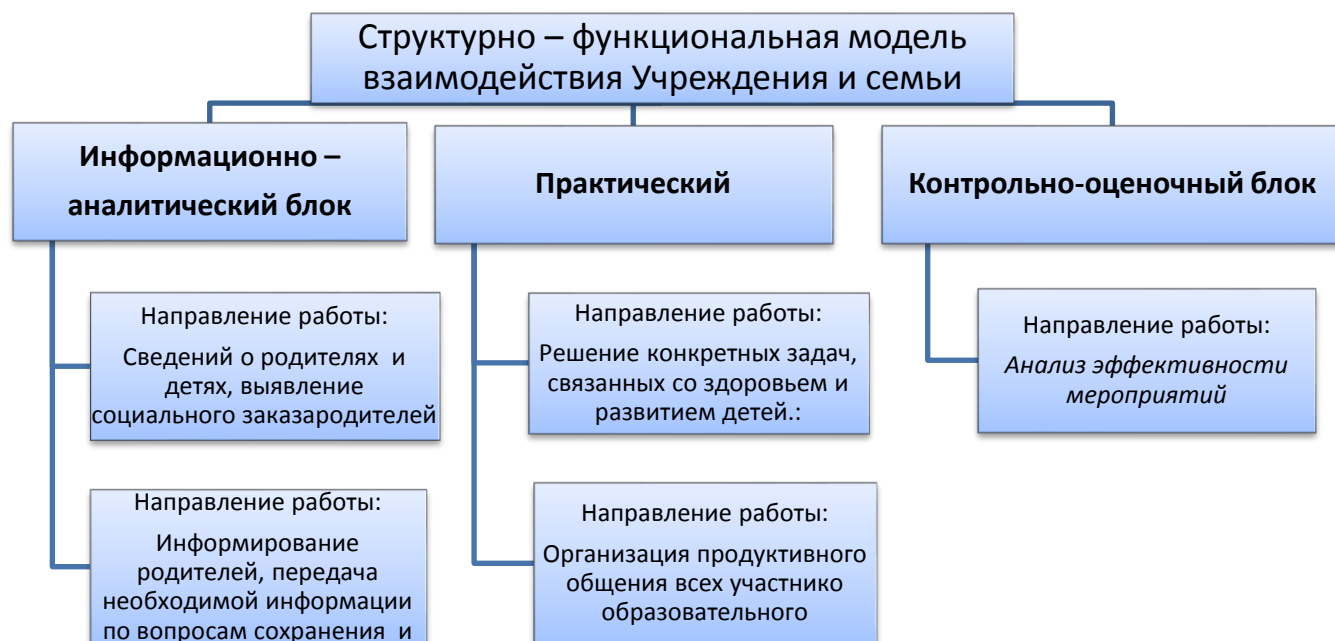 Структурно – функциональная модель
взаимодействия Учреждения и семьи
Информационно –
аналитический блок
Практический
Контрольно-оценочный блок
Направление работы:
Сведений о родителях и
детях, выявление
социального заказародителей
Направление работы:
Решение конкретных задач,
связанных со здоровьем и
развитием детей.:
Направление работы:
Анализ эффективности
мероприятий
Направление работы:
Информирование
родителей, передача
необходимой информации
по вопросам сохранения и
Направление работы:
Организация продуктивного
общения всех участнико
образовательного